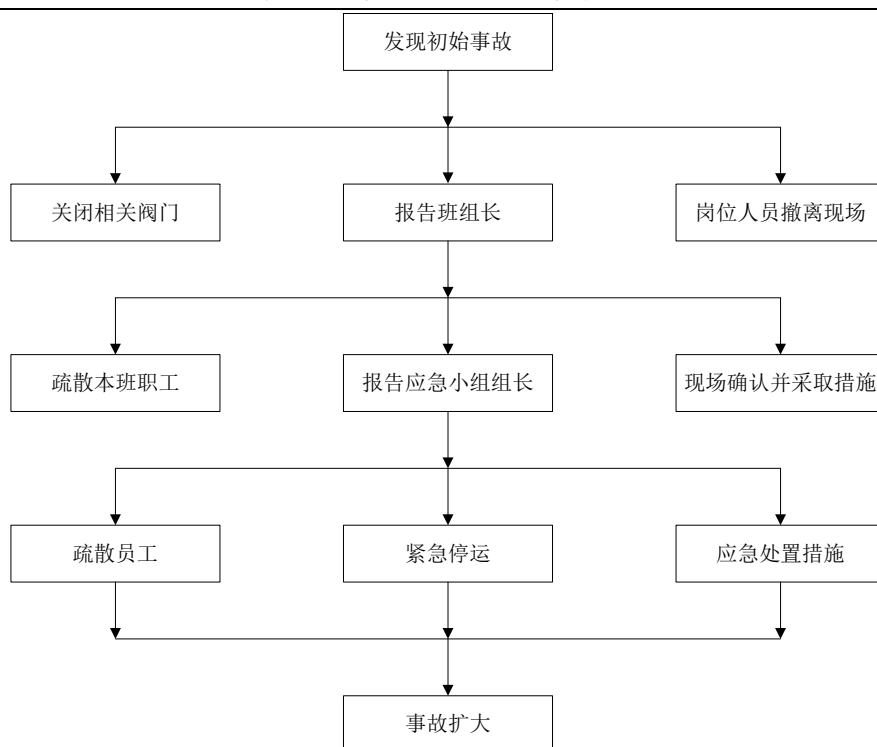 发现初始事故
关闭相关阀门
报告班组长
岗位人员撤离现场
疏散本班职工
报告应急小组组长
现场确认并采取措施
疏散员工
紧急停运
应急处置措施
事故扩大